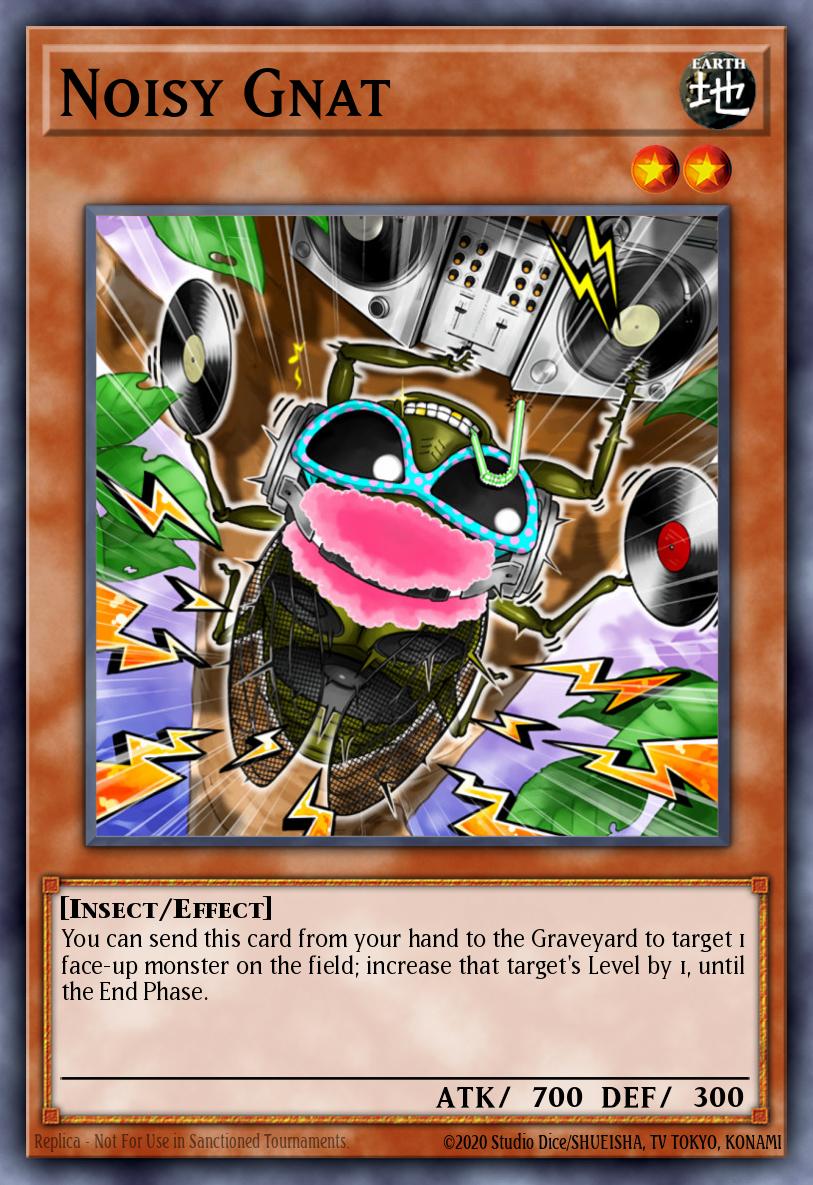 Noisy Gnat
EARTH
地
[Insect/Effect]
You can send this card from your hand to the Graveyard to target 1
face-up monster on the field; increase that target's Level by 1, until
the End Phase.
ATK/ 700 DEF/ 300
Replica - Not For Use in Sanctioned Tournaments.
©2020 Studio Dice/SHUEISHA, TV TOKYO, KONAMI